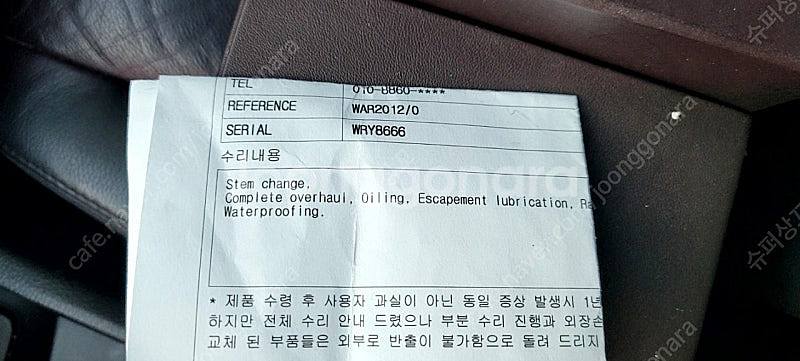 TEL 010-8860-****
REFERENCE WAR2012/0
SERIAL WRY8666
수리내용
Stem change.
Complete overhaul, Oiling, Escapement lubrication, Ra
Waterproofing.
* 제품 수령 후 사용자 과실이 아닌 동일 증상 발생시 1년
하지만 전체 수리 안내 드렸으나 부분 수리 진행과 외장손
교체 된 부품들은 외부로 반출이 불가함으로 돌려 드리지
joonggonara